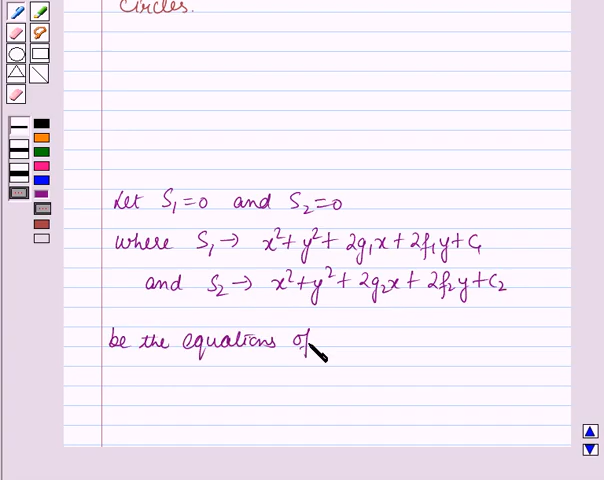 Circles.
Let S₁=0 and S₂=0
where S₁→ x²+y²+2g₁x+2f₁y+C₁
and S₂→ x²+y²+2g₂x+2f₂y+C₂
be the equations of